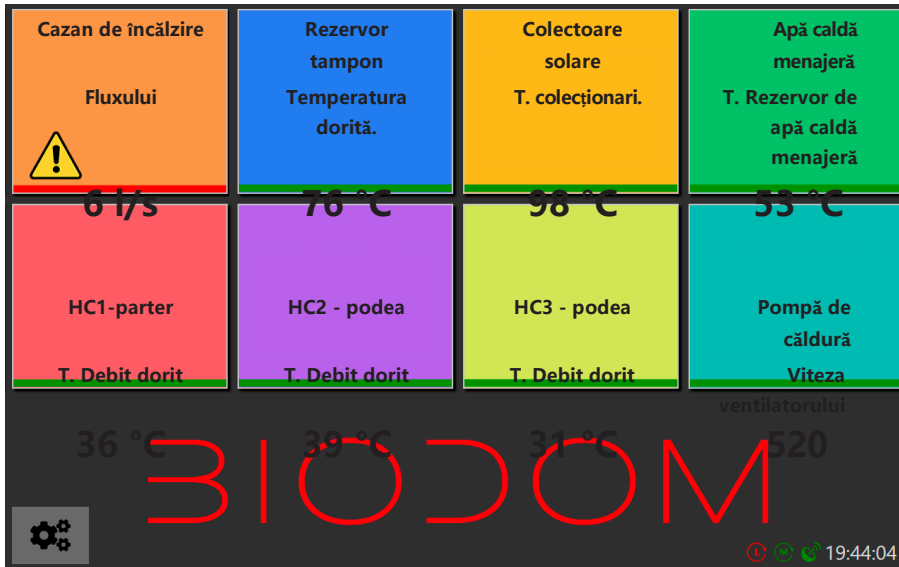 Cazan de încălzire
Fluxului
6 l/s
Rezervor
tampon
Temperatura
dorită.
76 °C
Colectoare
solare
T. colecționari.
98 °C
Apă caldă
menajeră
T. Rezervor de
apă caldă
menajeră
53 °C
HC1-parter
T. Debit dorit
36 °C
HC2 - podea
T. Debit dorit
39 °C
HC3 - podea
T. Debit dorit
31 °C
Pompă de
căldură
Viteza
ventilatorului
520
BIODOM
L M 19:44:04